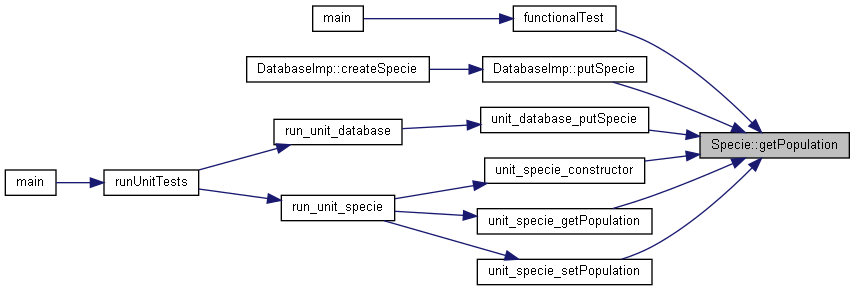 main
functionalTest
DatabaseImp::createSpecie
DatabaseImp::putSpecie
run_unit_database
unit_database_putSpecie
Specie::getPopulation
main
runUnitTests
unit_specie_constructor
run_unit_specie
unit_specie_getPopulation
unit_specie_setPopulation